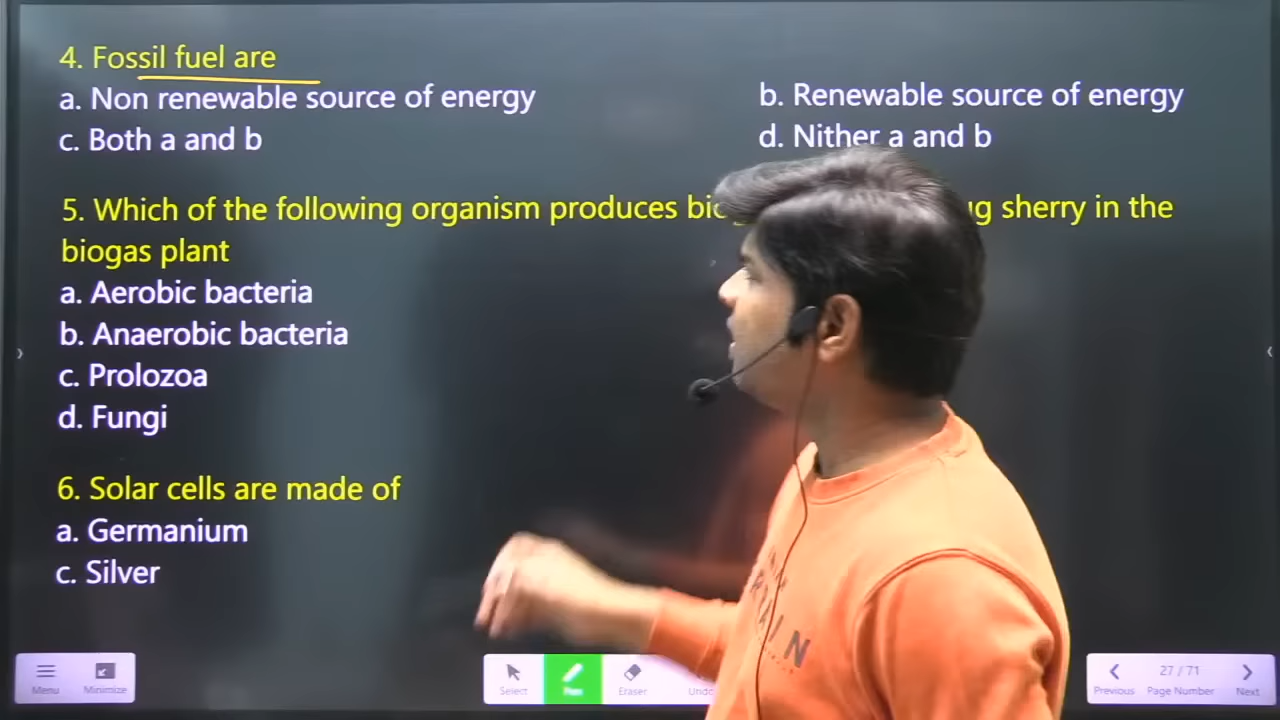 4. Fossil fuel are
a. Non renewable source of energy
b. Renewable source of energy
c. Both a and b
d. Nither a and b
5. Which of the following organism produces sherry in the
biogas plant
a. Aerobic bacteria
b. Anaerobic bacteria
c. Prolozoa
d. Fungi
6. Solar cells are made of
a. Germanium
c. Silver
Menu
Minimize
Select
Pen
Eraser
Undo
27 / 71
Previous
Page Number
Next